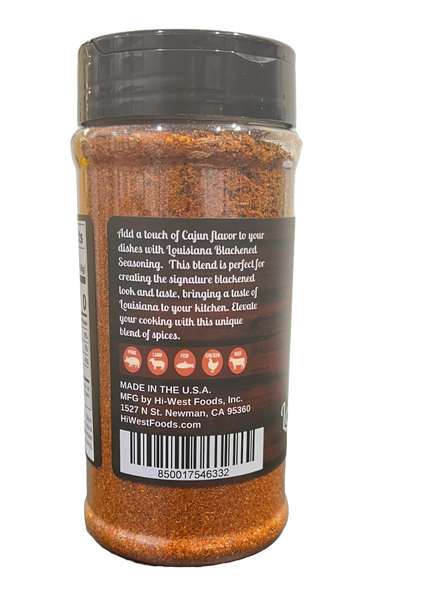 Add a touch of Cajun flavor to your
dishes with Louisiana Blackened
Seasoning. This blend is perfect for
creating the signature blackened
look and taste, bringing a taste of
Louisiana to your kitchen. Elevate
your cooking with this unique
blend of spices.
PORK LAMB FISH CHICKEN BEEF
MADE IN THE U.S.A.
MFG by Hi-West Foods, Inc.
1527 N St. Newman, CA 95360
HiWestFoods.com
850017546332